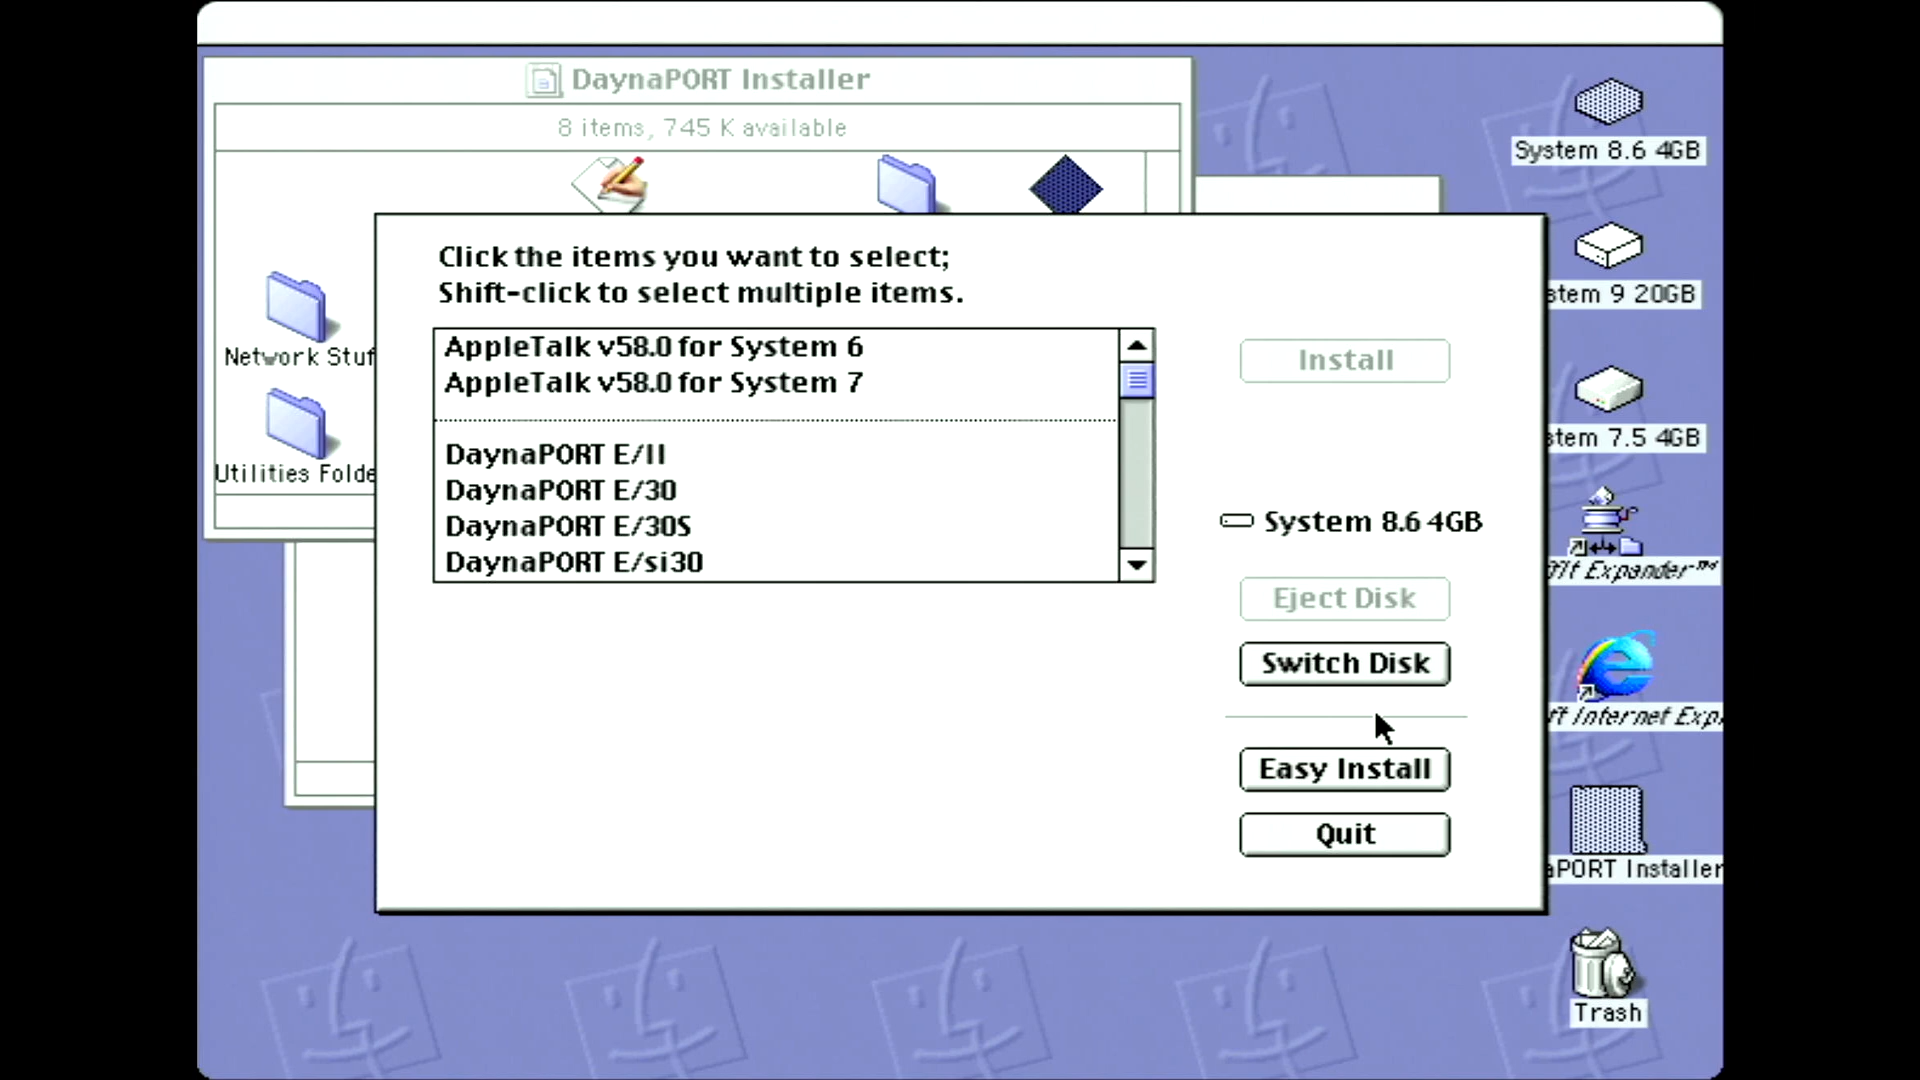 DaynaPORT Installer
8 items, 745 K available
Network Stuf
Utilities Folde
Click the items you want to select;
Shift-click to select multiple items.
AppleTalk v58.0 for System 6
AppleTalk v58.0 for System 7
DaynaPORT E/II
DaynaPORT E/30
DaynaPORT E/30S
DaynaPORT E/si30
Install
System 8.6 4GB
Eject Disk
Switch Disk
Easy Install
Quit
System 8.6 4GB
stem 9 20GB
stem 7.5 4GB
Expander™
ft Internet Exp
aPORT Installer
Trash